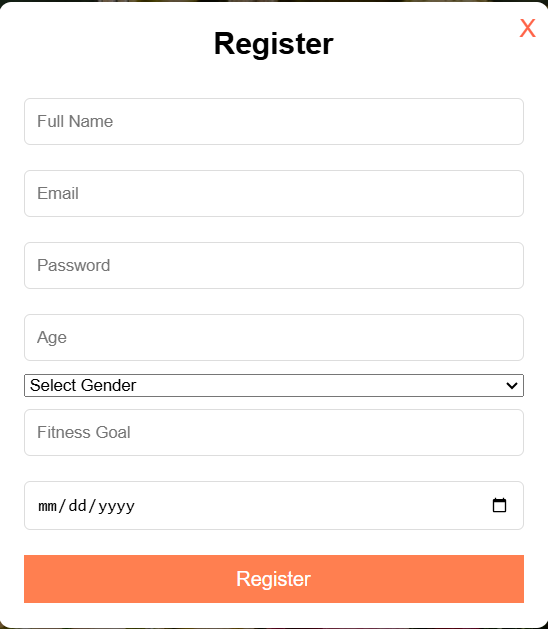 X
Register
Full Name
Email
Password
Age
Select Gender
Fitness Goal
mm/dd/yyyy
Register